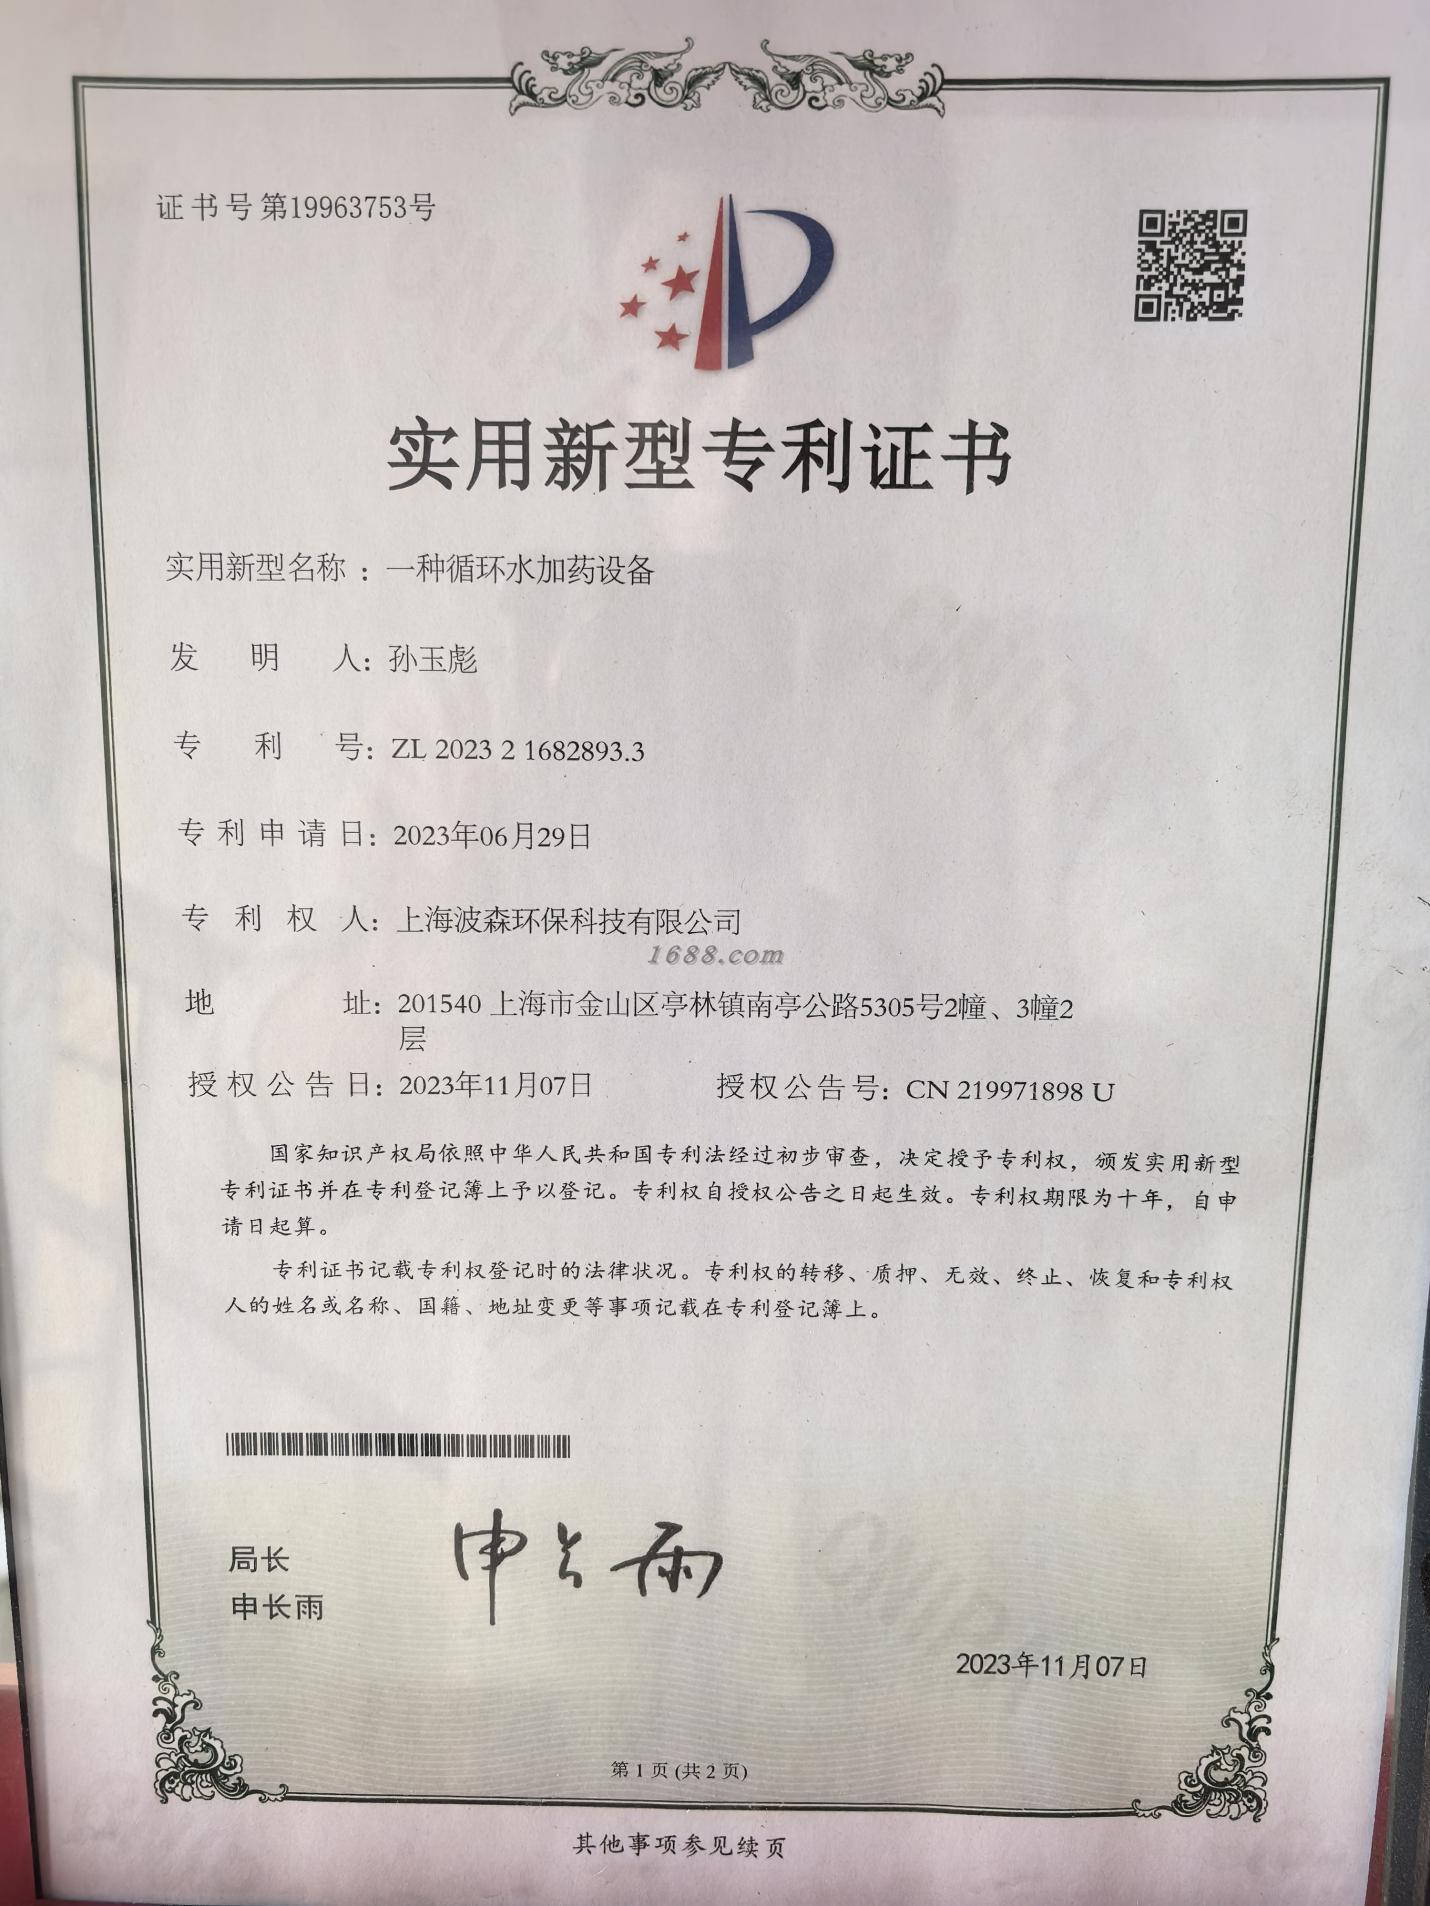 证书号第19963753号
实用新型专利证书
实用新型名称：一种循环水加药设备
发明人：孙玉彪
专利号：ZL 2023 2 1682893.3
专利申请日：2023年06月29日
专利权人：上海波森环保科技有限公司
1688.com
地址：201540 上海市金山区亭林镇南亭公路5305号2幢、3幢2
层
授权公告日：2023年11月07日 授权公告号：CN 219971898 U
国家知识产权局依照中华人民共和国专利法经过初步审查，决定授予专利权，颁发实用新型
专利证书并在专利登记簿上予以登记。专利权自授权公告之日起生效。专利权期限为十年，自申
请日起算。
专利证书记载专利权登记时的法律状况。专利权的转移、质押、无效、终止、恢复和专利权
人的姓名或名称、国籍、地址变更等事项记载在专利登记簿上。
局长
申长雨
申长雨
2023年11月07日
第 1 页 (共 2 页)
其他事项参见续页